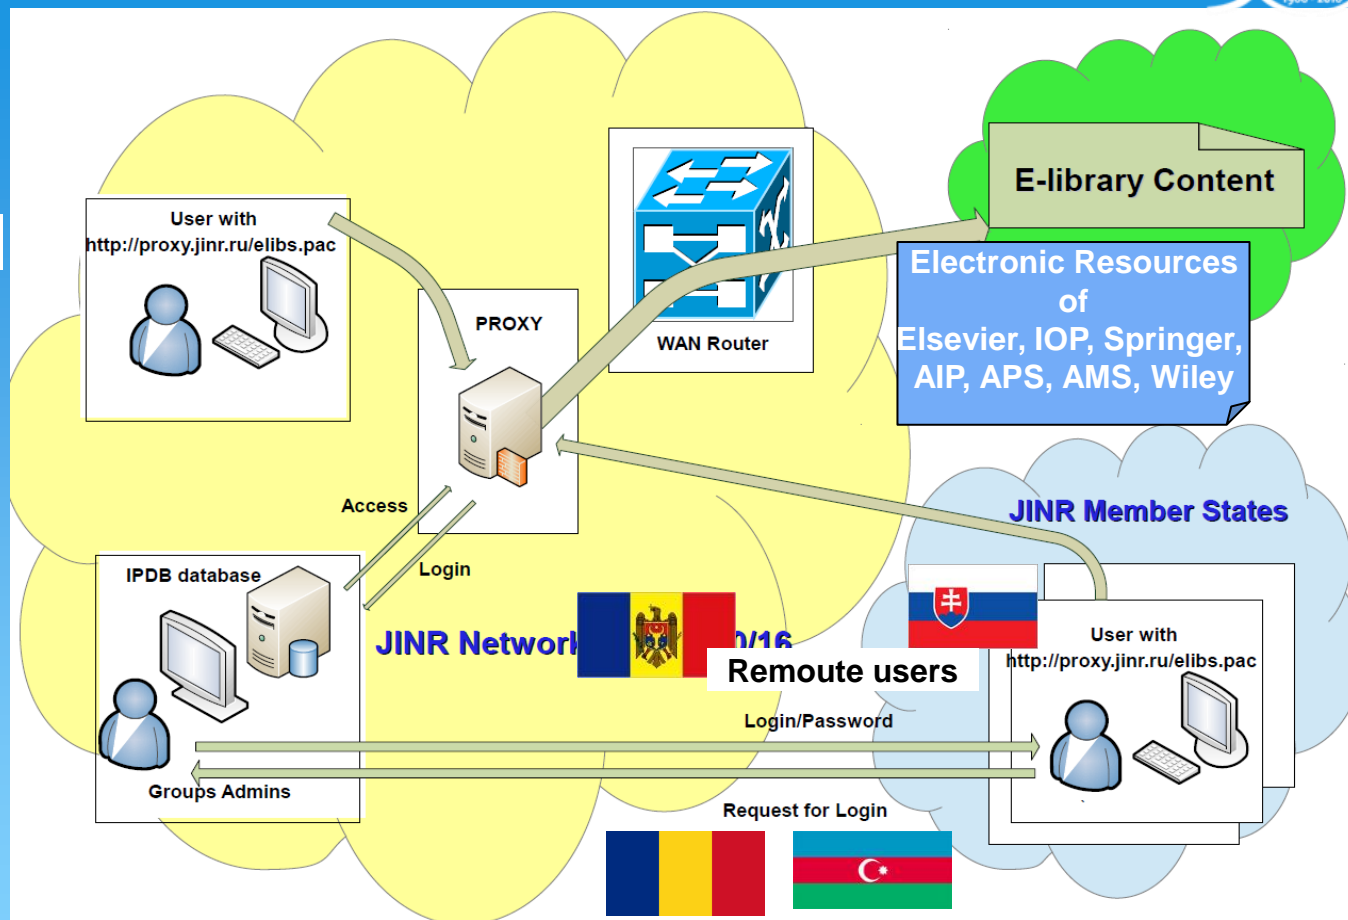 E-library Content
User with
http://proxy.jinr.ru/elibs.pac
Electronic Resources
of
Elsevier, IOP, Springer,
AIP, APS, AMS, Wiley
PROXY
WAN Router
Access
JINR Member States
Login
IPDB database
JINR Network
0/16
User with
http://proxy.jinr.ru/elibs.pac
Remoute users
Login/Password
Groups Admins
Request for Login